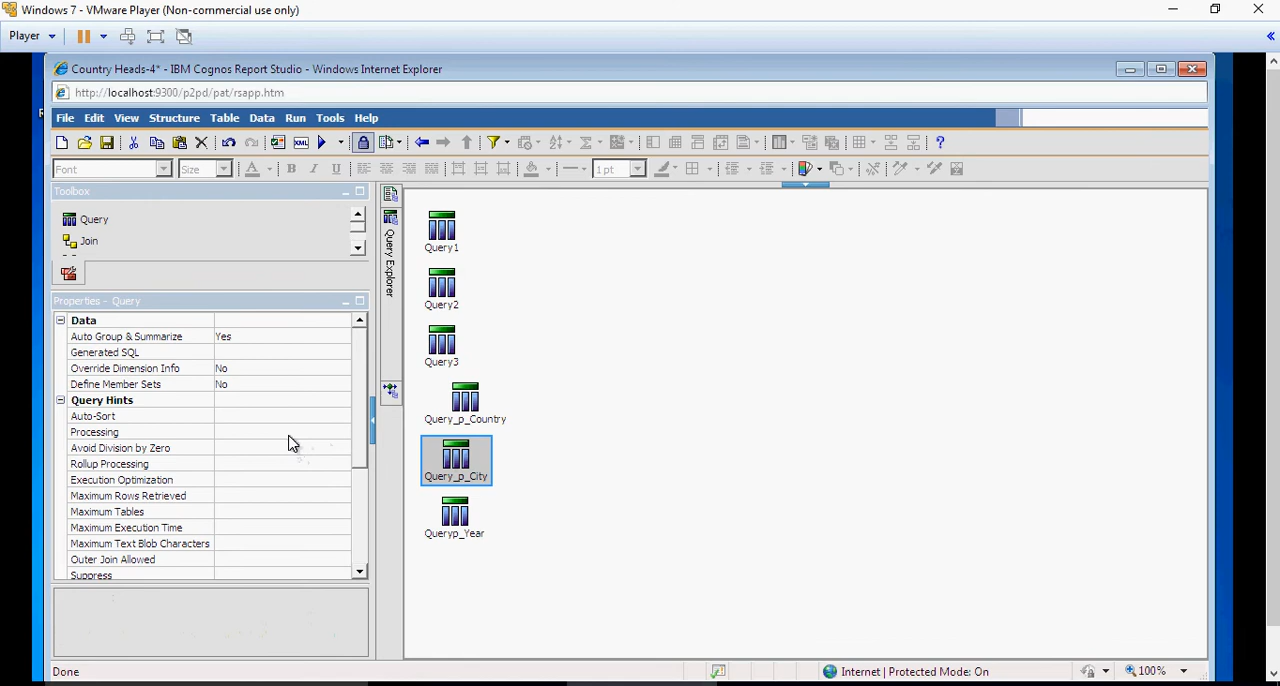 Windows 7 - VMware Player (Non-commercial use only)
Player
Country Heads-4* - IBM Cognos Report Studio - Windows Internet Explorer
http://localhost:9300/p2pd/pat/rsapp.htm
File Edit View Structure Table Data Run Tools Help
Font Size 1 pt
Toolbox
Query
Join
Properties - Query
Data
Auto Group & Summarize Yes
Generated SQL
Override Dimension Info No
Define Member Sets No
Query Hints
Auto-Sort
Processing
Avoid Division by Zero
Rollup Processing
Execution Optimization
Maximum Rows Retrieved
Maximum Tables
Maximum Execution Time
Maximum Text Blob Characters
Outer Join Allowed
Suppress
Query Explorer
Query1
Query2
Query3
Query_p_Country
Query_p_City
Queryp_Year
Done
Internet | Protected Mode: On
100%